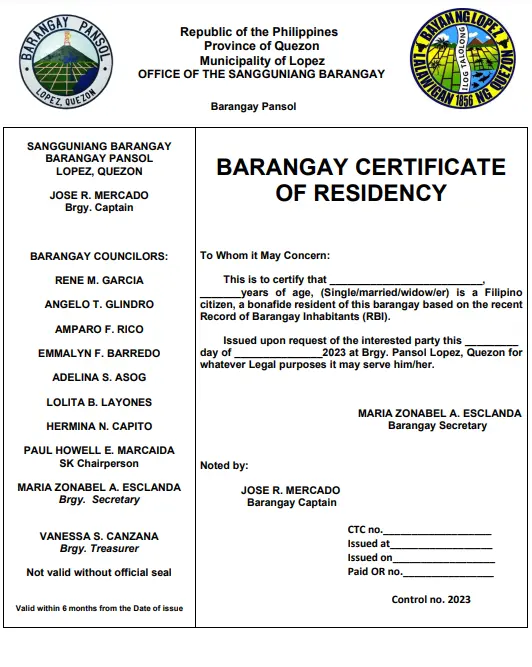 BARANGAY PANSOL
LOPEZ, QUEZON
Republic of the Philippines
Province of Quezon
Municipality of Lopez
OFFICE OF THE SANGGUNIANG BARANGAY
Barangay Pansol
BAYAN NG LOPEZ
ILOG TALOLONG
LALAWIGAN 1856 NG QUEZON
SANGGUNIANG BARANGAY
BARANGAY PANSOL
LOPEZ, QUEZON
JOSE R. MERCADO
Brgy. Captain
BARANGAY COUNCILORS:
RENE M. GARCIA
ANGELO T. GLINDRO
AMPARO F. RICO
EMMALYN F. BARREDO
ADELINA S. ASOG
LOLITA B. LAYONES
HERMINA N. CAPITO
PAUL HOWELL E. MARCAIDA
SK Chairperson
MARIA ZONABEL A. ESCLANDA
Brgy. Secretary
VANESSA S. CANZANA
Brgy. Treasurer
Not valid without official seal
Valid within 6 months from the Date of issue
BARANGAY CERTIFICATE
OF RESIDENCY
To Whom it May Concern:
This is to certify that __________________________,
_______years of age, (Single/married/widow/er) is a Filipino
citizen, a bonafide resident of this barangay based on the recent
Record of Barangay Inhabitants (RBI).
Issued upon request of the interested party this _________
day of _______________2023 at Brgy. Pansol Lopez, Quezon for
whatever Legal purposes it may serve him/her.
MARIA ZONABEL A. ESCLANDA
Barangay Secretary
Noted by:
JOSE R. MERCADO
Barangay Captain
CTC no.___________________
Issued at__________________
Issued on__________________
Paid OR no.________________
Control no. 2023